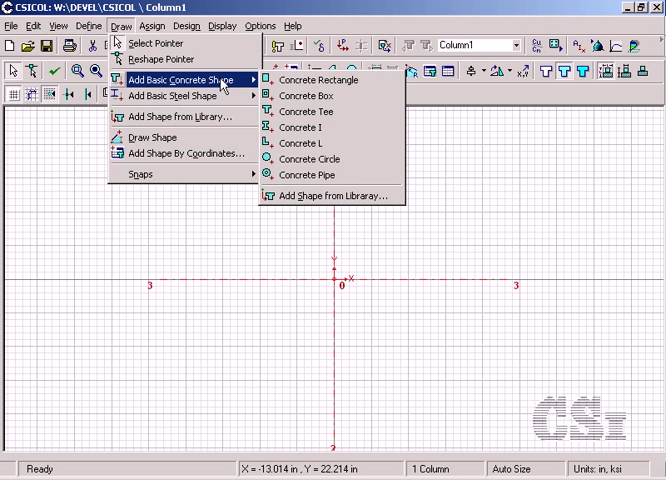 CSICOL: W:\DEVEL\CSICOL \ Column1
File Edit View Define Draw Assign Design Display Options Help
Column1
Select Pointer
Reshape Pointer
Add Basic Concrete Shape
Add Basic Steel Shape
Add Shape from Library...
Draw Shape
Add Shape By Coordinates...
Snaps
Concrete Rectangle
Concrete Box
Concrete Tee
Concrete I
Concrete L
Concrete Circle
Concrete Pipe
Add Shape from Libraray...
X
3 0 3
CSI
Ready X = -13.014 in , Y = 22.214 in 1 Column Auto Size Units: in, ksi